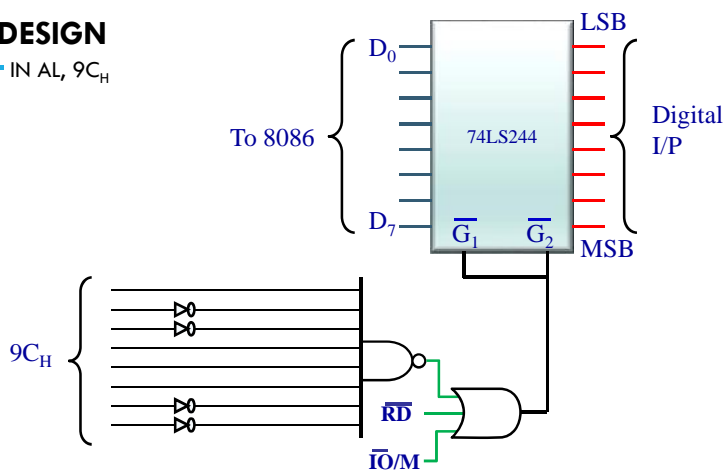 DESIGN
IN AL, 9CH
LSB
D0
To 8086
74LS244
Digital
I/P
D7
G1
G2
MSB
9CH
RD
IO/M